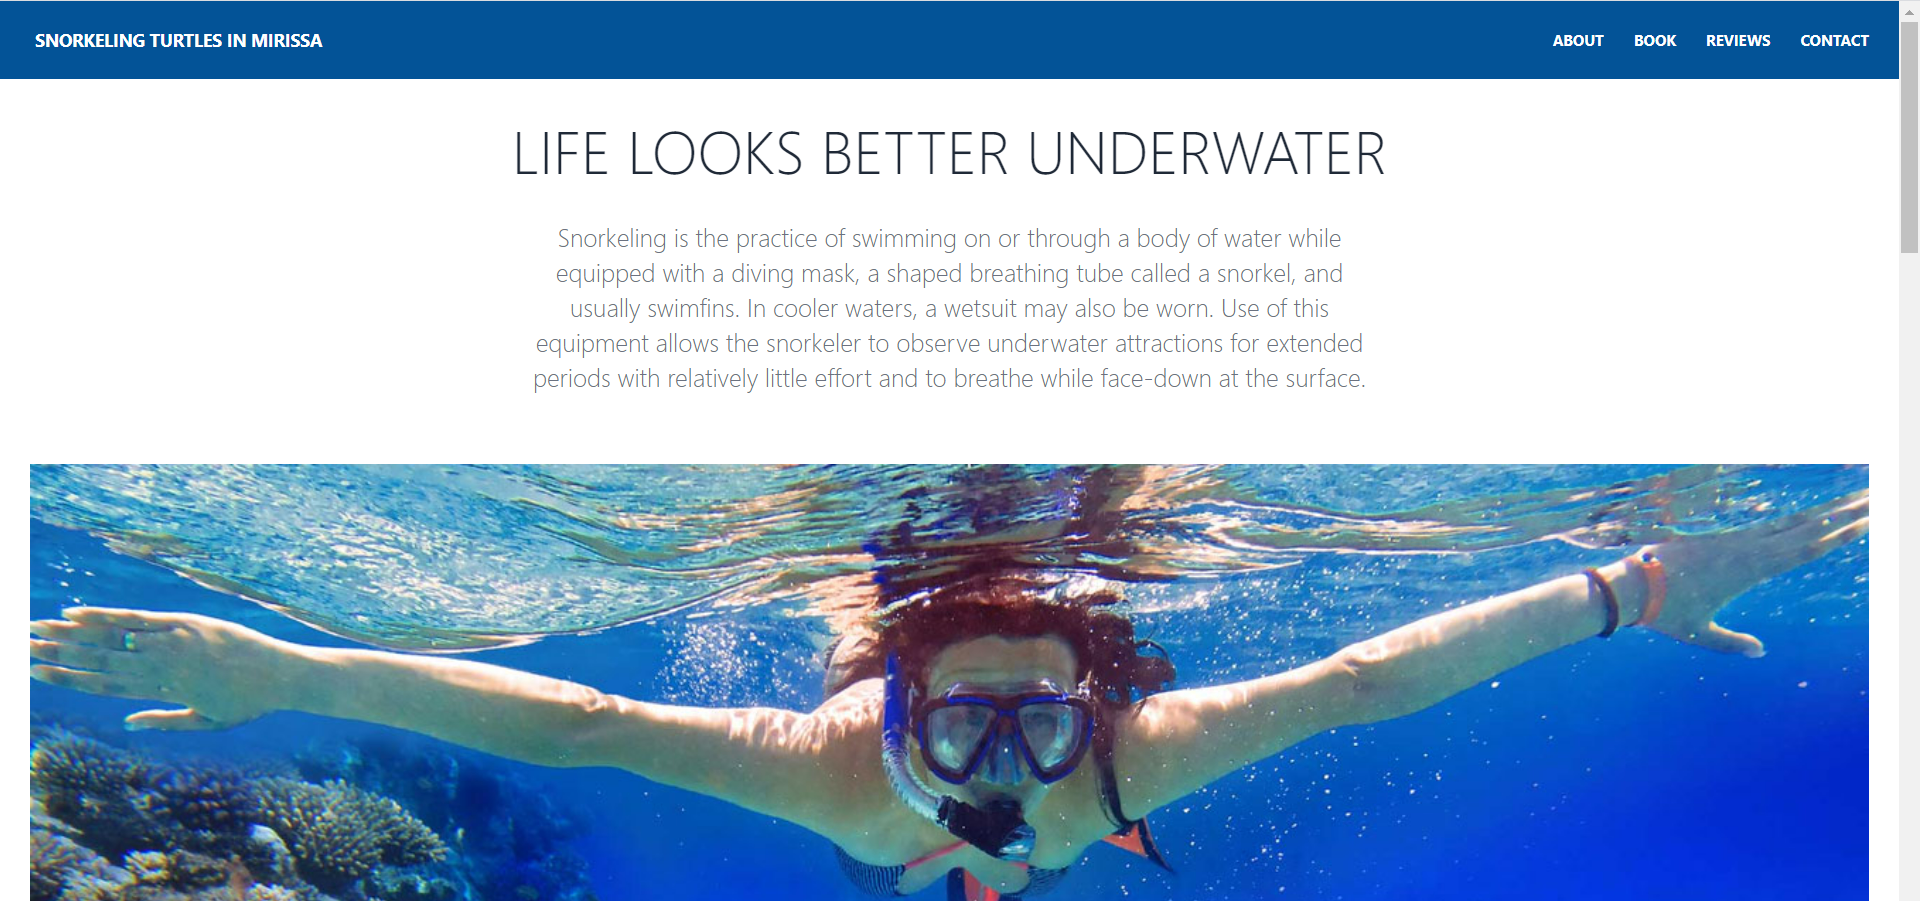 SNORKELING TURTLES IN MIRISSA
ABOUT BOOK REVIEWS CONTACT
LIFE LOOKS BETTER UNDERWATER
Snorkeling is the practice of swimming on or through a body of water while
equipped with a diving mask, a shaped breathing tube called a snorkel, and
usually swimfins. In cooler waters, a wetsuit may also be worn. Use of this
equipment allows the snorkeler to observe underwater attractions for extended
periods with relatively little effort and to breathe while face-down at the surface.